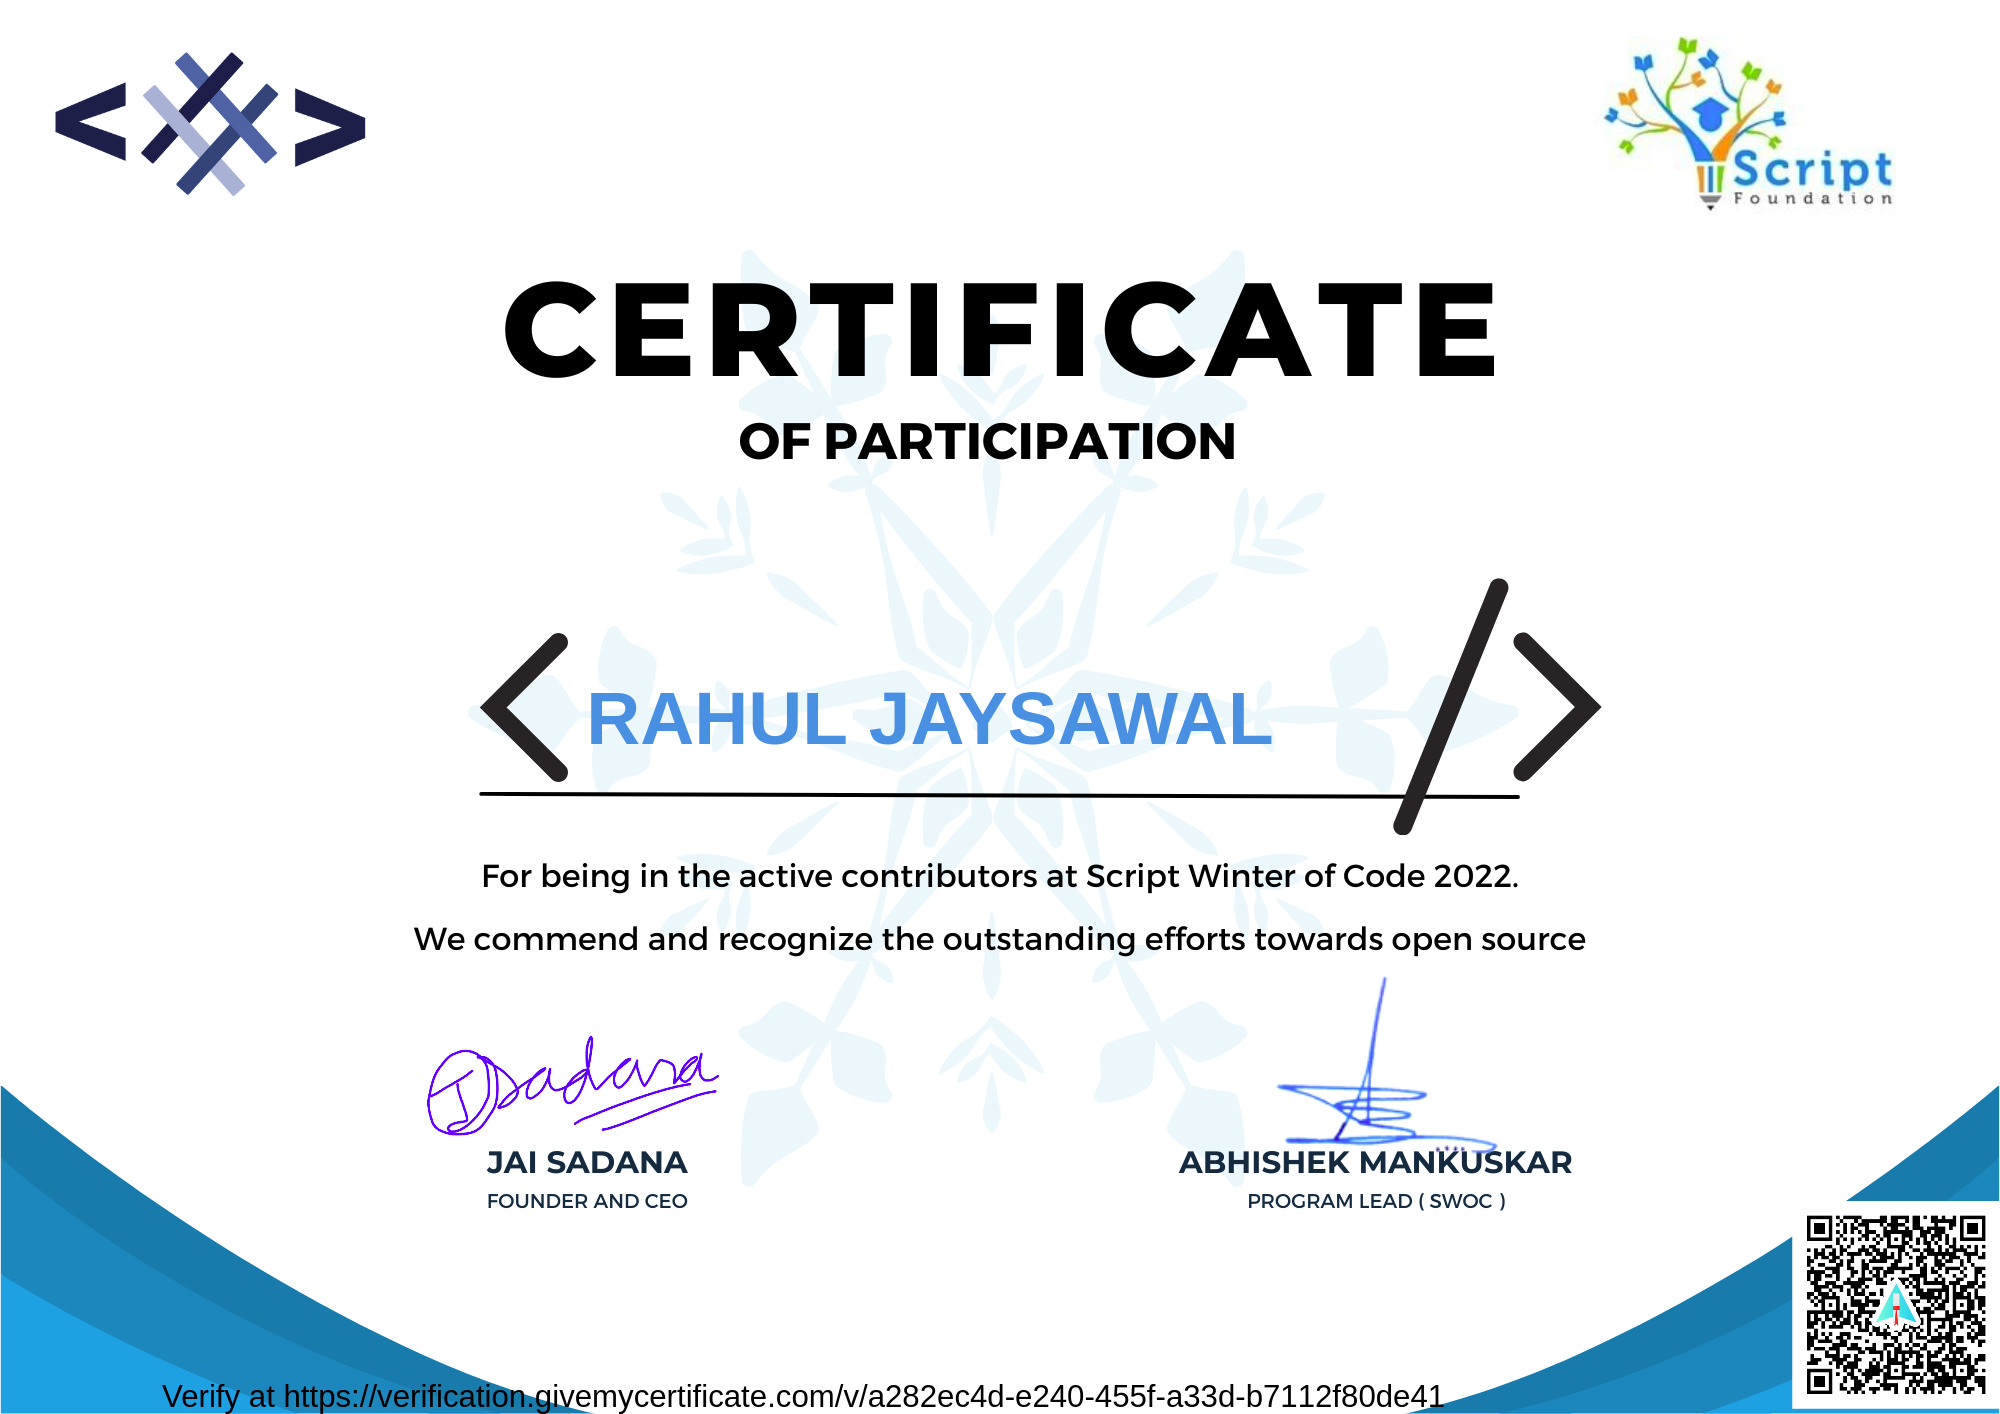 Script
Foundation
CERTIFICATE
OF PARTICIPATION
RAHUL JAYSAWAL
For being in the active contributors at Script Winter of Code 2022.
We commend and recognize the outstanding efforts towards open source
Jsadana
JAI SADANA
FOUNDER AND CEO
ABHISHEK MANKUSKAR
PROGRAM LEAD ( SWOC )
Verify at https://verification.givemycertificate.com/v/a282ec4d-e240-455f-a33d-b7112f80de41